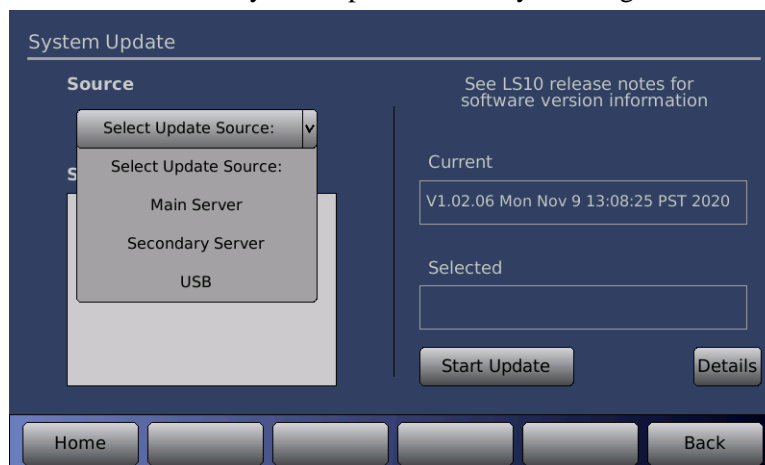 System Update
Source
Select Update Source:
Select Update Source:
Main Server
Secondary Server
USB
S
See LS10 release notes for
software version information
Current
V1.02.06 Mon Nov 9 13:08:25 PST 2020
Selected
Start Update
Details
Home
Back